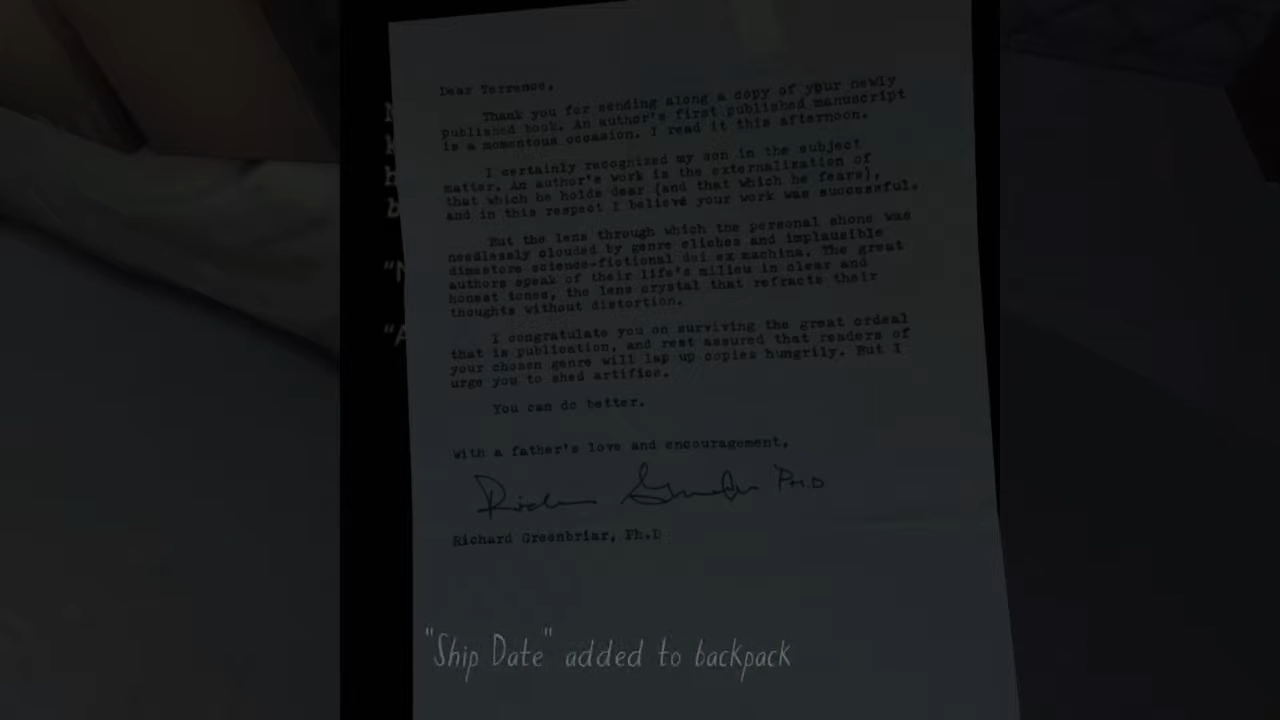 Dear Terrence,
Thank you for sending along a copy of your newly
published book. An author's first published manuscript
is a momentous occasion. I read it this afternoon.
I certainly recognized my son in the subject
matter. An author's work is the externalization of
that which he holds dear (and that which he fears),
and in this respect I believe your work was successful.
But the lens through which the personal shone was
needlessly clouded by genre cliches and implausible
dimestore science-fictional dei ex machina. The great
authors speak of their life's milieu in clear and
honest tones, the lens crystal that refracts their
thoughts without distortion.
I congratulate you on surviving the great ordeal
that is publication, and rest assured that readers of
your chosen genre will lap up copies hungrily. But I
urge you to shed artifice.
You can do better.
with a father's love and encouragement,
Richard Greenbriar PH.D
Richard Greenbriar, Ph.D
"Ship Date" added to backpack